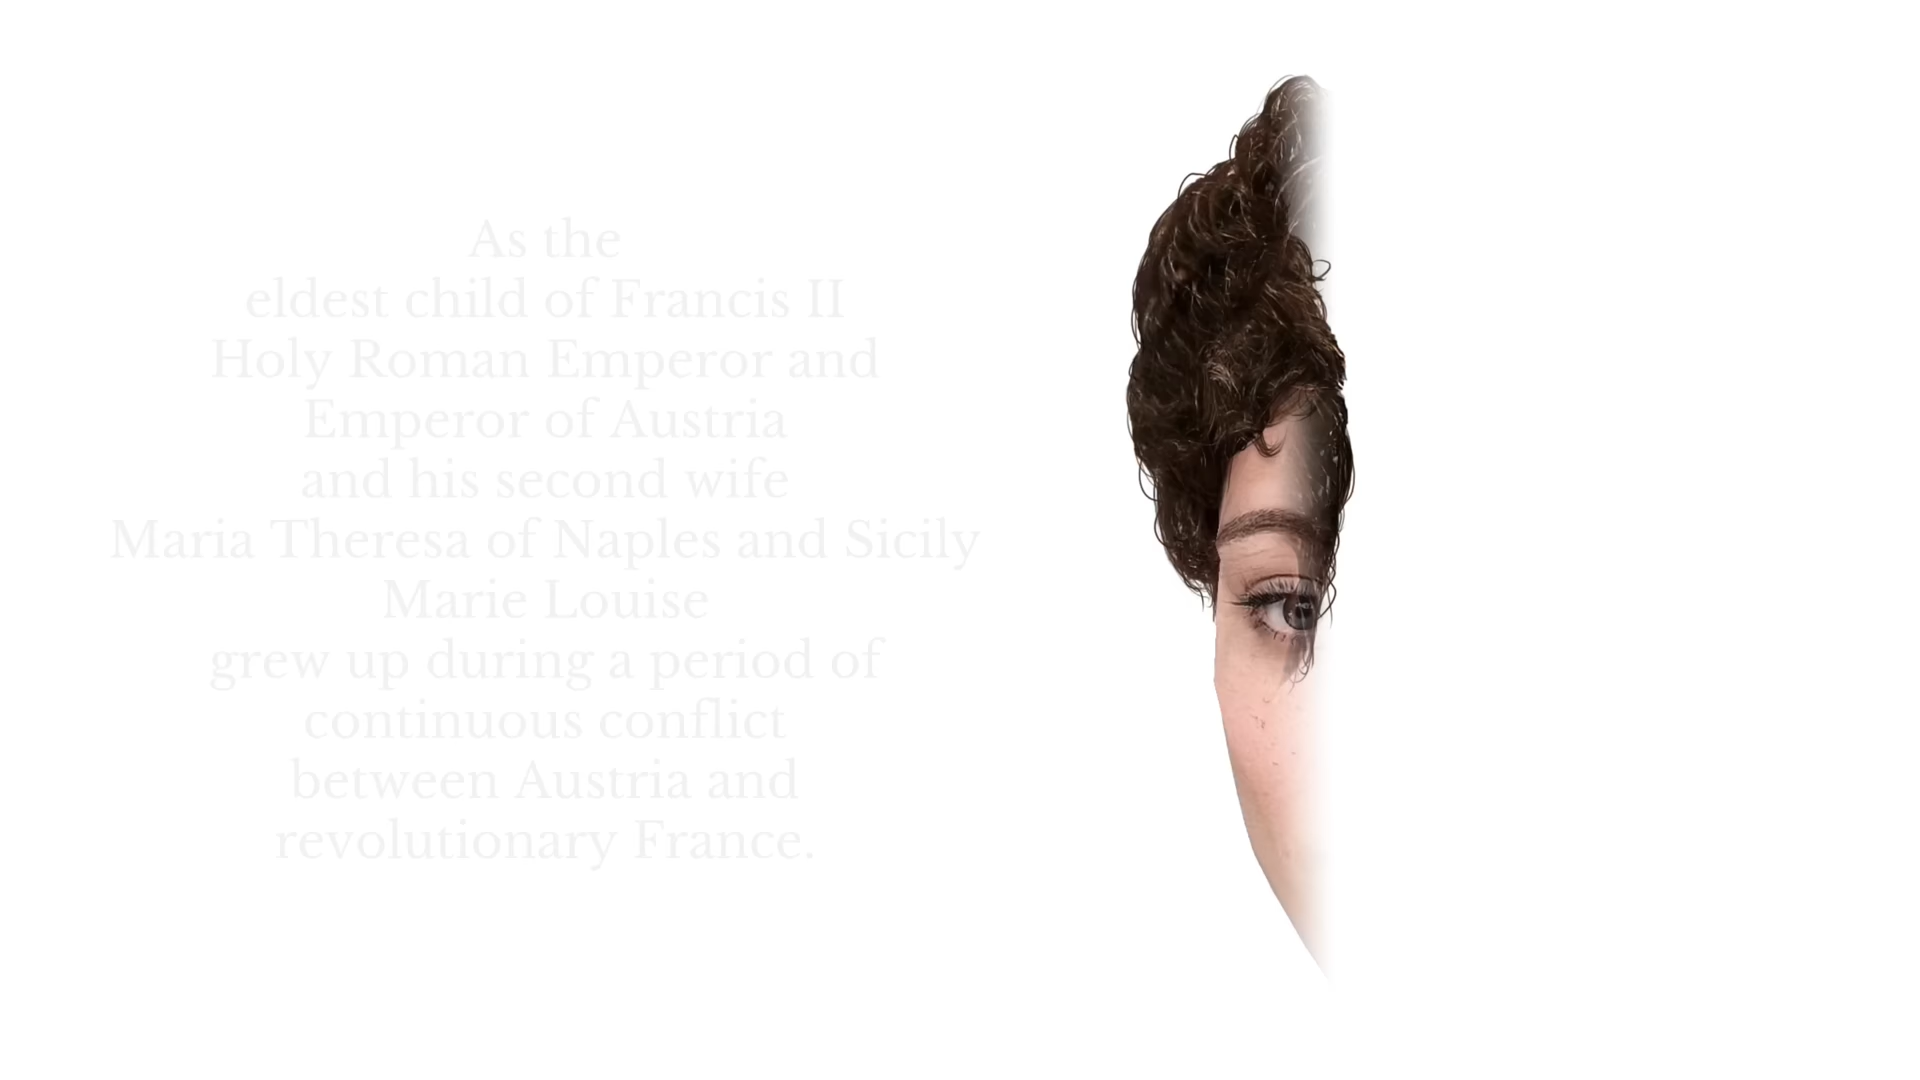 As the
eldest child of Francis II
Holy Roman Emperor and
Emperor of Austria
and his second wife
Maria Theresa of Naples and Sicily
Marie Louise
grew up during a period of
continuous conflict
between Austria and
revolutionary France.